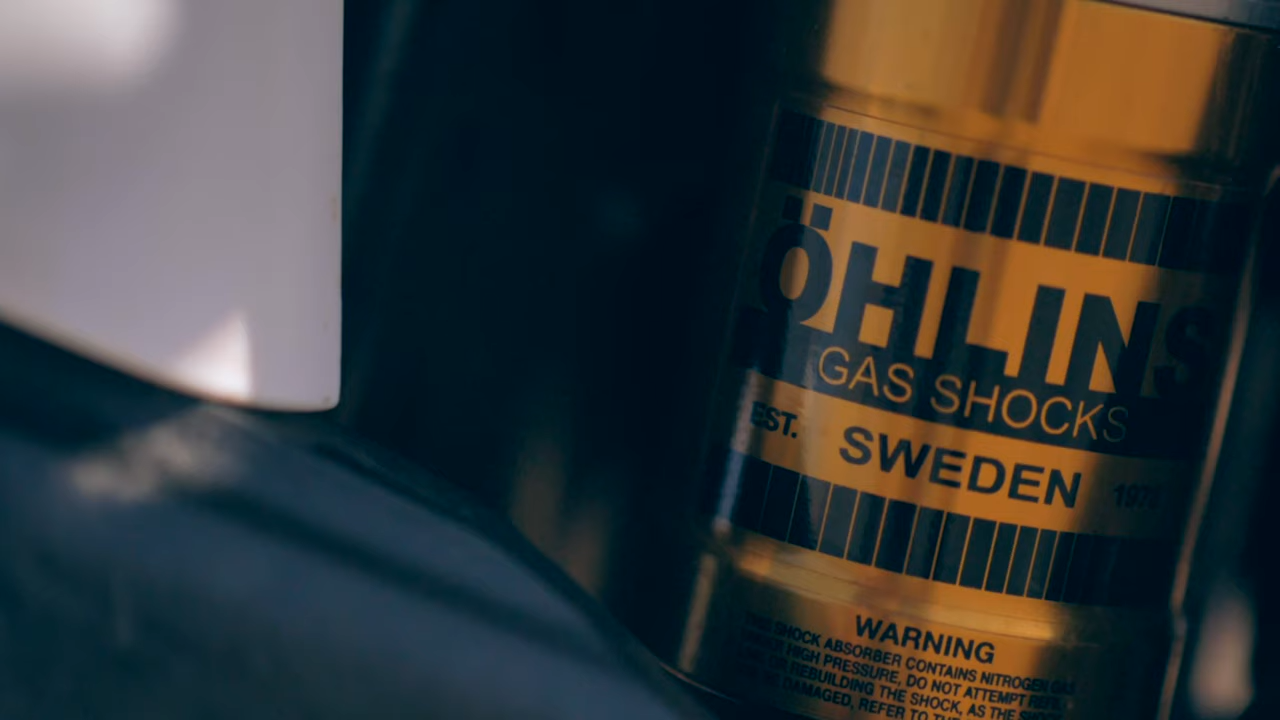 ÖHLINS
GAS SHOCKS
EST. SWEDEN
WARNING
SHOCK ABSORBER CONTAINS NITROGEN GAS
HIGH PRESSURE, DO NOT ATTEMPT
REBUILDING THE SHOCK, AS THE
DAMAGED, REFER TO